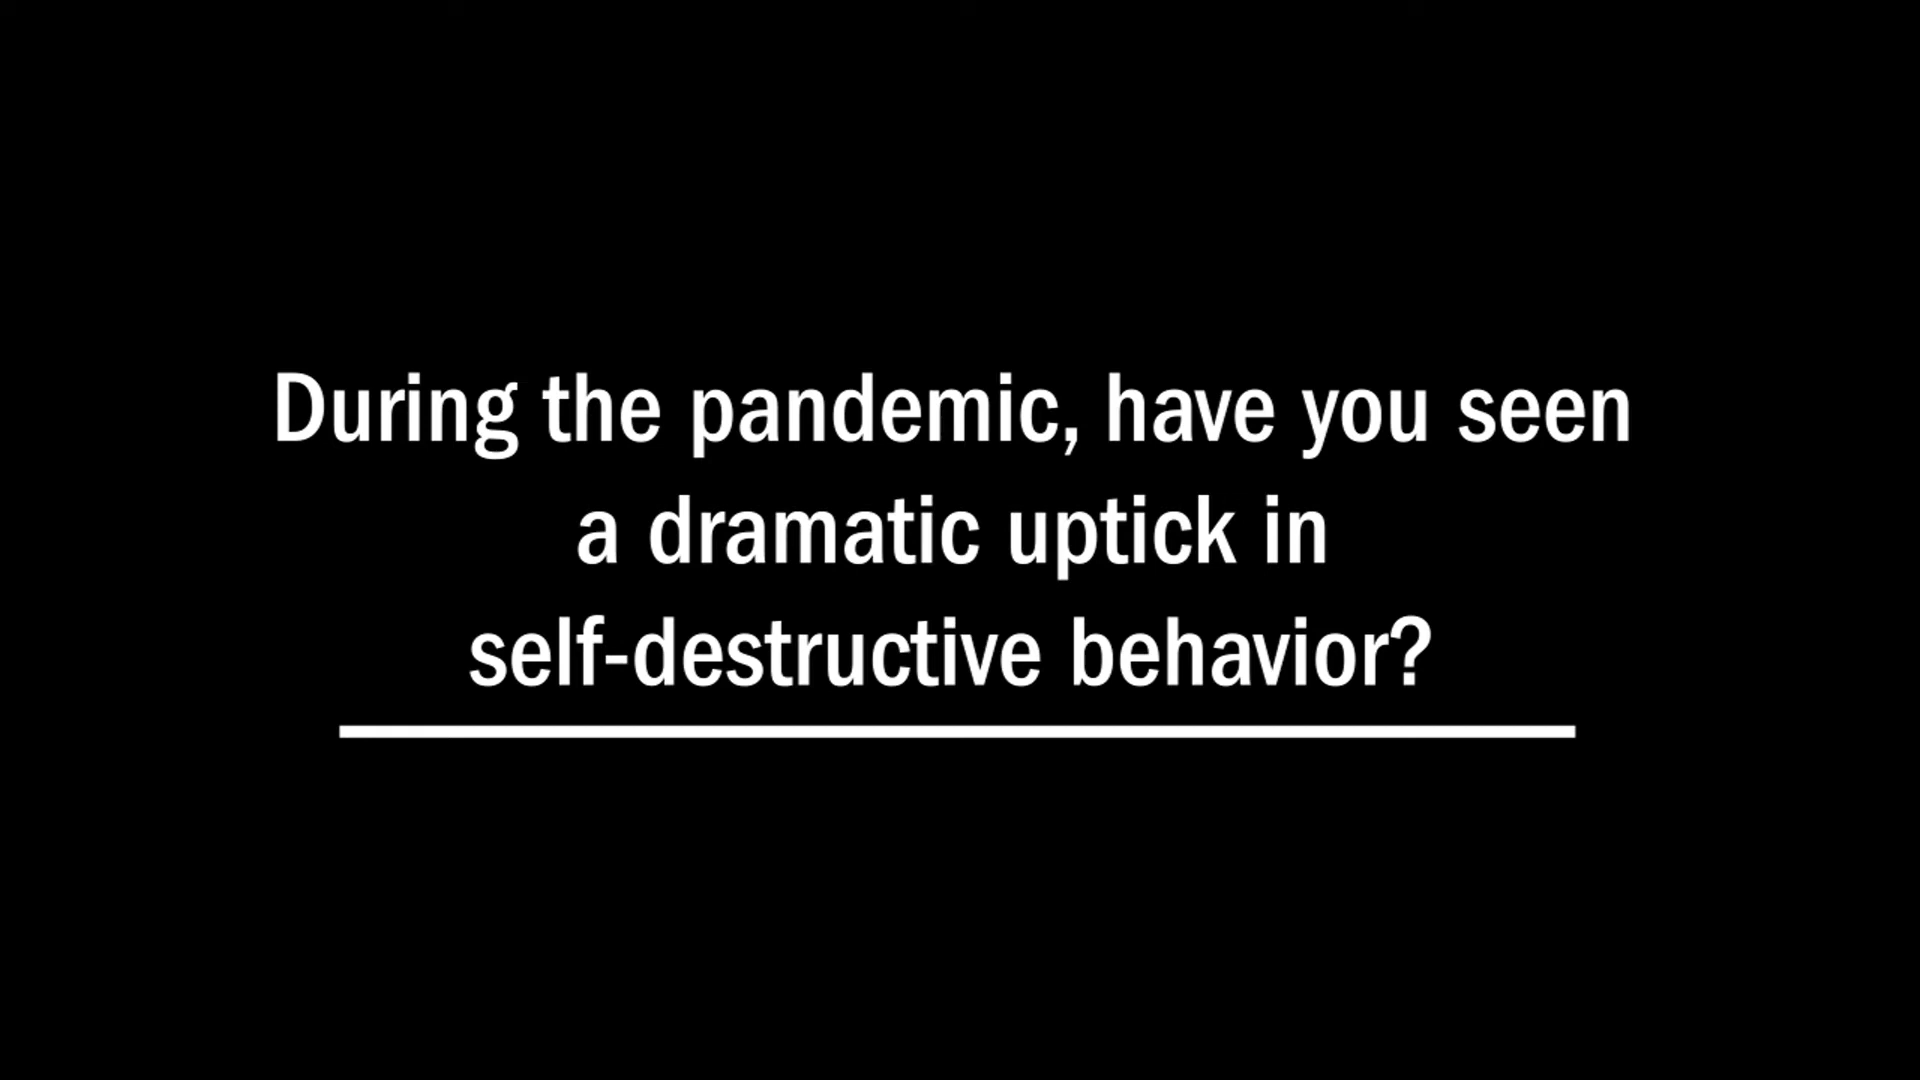 During the pandemic, have you seen
a dramatic uptick in
self-destructive behavior?